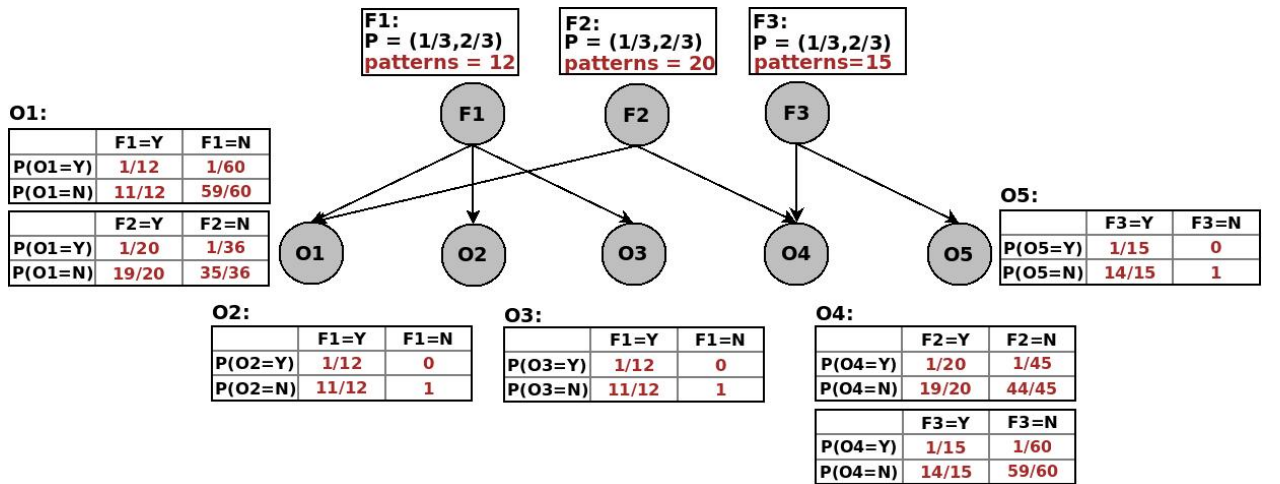 F1:
P = (1/3,2/3)
patterns = 12
F2:
P = (1/3,2/3)
patterns = 20
F3:
P = (1/3,2/3)
patterns=15
F1
F2
F3
O1:
F1=Y F1=N
P(O1=Y) 1/12 1/60
P(O1=N) 11/12 59/60
F2=Y F2=N
P(O1=Y) 1/20 1/36
P(O1=N) 19/20 35/36
O1
O2
O3
O4
O5
O5:
F3=Y F3=N
P(O5=Y) 1/15 0
P(O5=N) 14/15 1
O2:
F1=Y F1=N
P(O2=Y) 1/12 0
P(O2=N) 11/12 1
O3:
F1=Y F1=N
P(O3=Y) 1/12 0
P(O3=N) 11/12 1
O4:
F2=Y F2=N
P(O4=Y) 1/20 1/45
P(O4=N) 19/20 44/45
F3=Y F3=N
P(O4=Y) 1/15 1/60
P(O4=N) 14/15 59/60